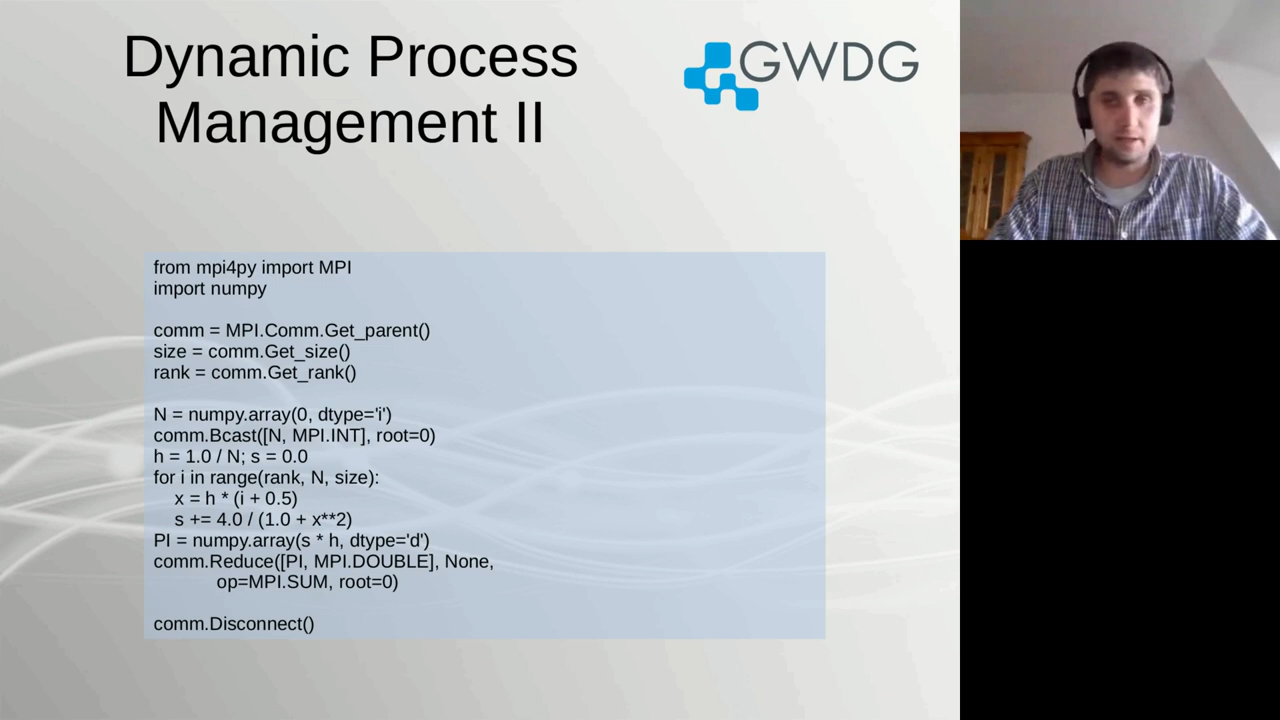 Dynamic Process
Management II
GWDG
from mpi4py import MPI
import numpy
comm = MPI.Comm.Get_parent()
size = comm.Get_size()
rank = comm.Get_rank()
N = numpy.array(0, dtype='i')
comm.Bcast([N, MPI.INT], root=0)
h = 1.0 / N; s = 0.0
for i in range(rank, N, size):
    x = h * (i + 0.5)
    s += 4.0 / (1.0 + x**2)
PI = numpy.array(s * h, dtype='d')
comm.Reduce([PI, MPI.DOUBLE], None,
            op=MPI.SUM, root=0)
comm.Disconnect()